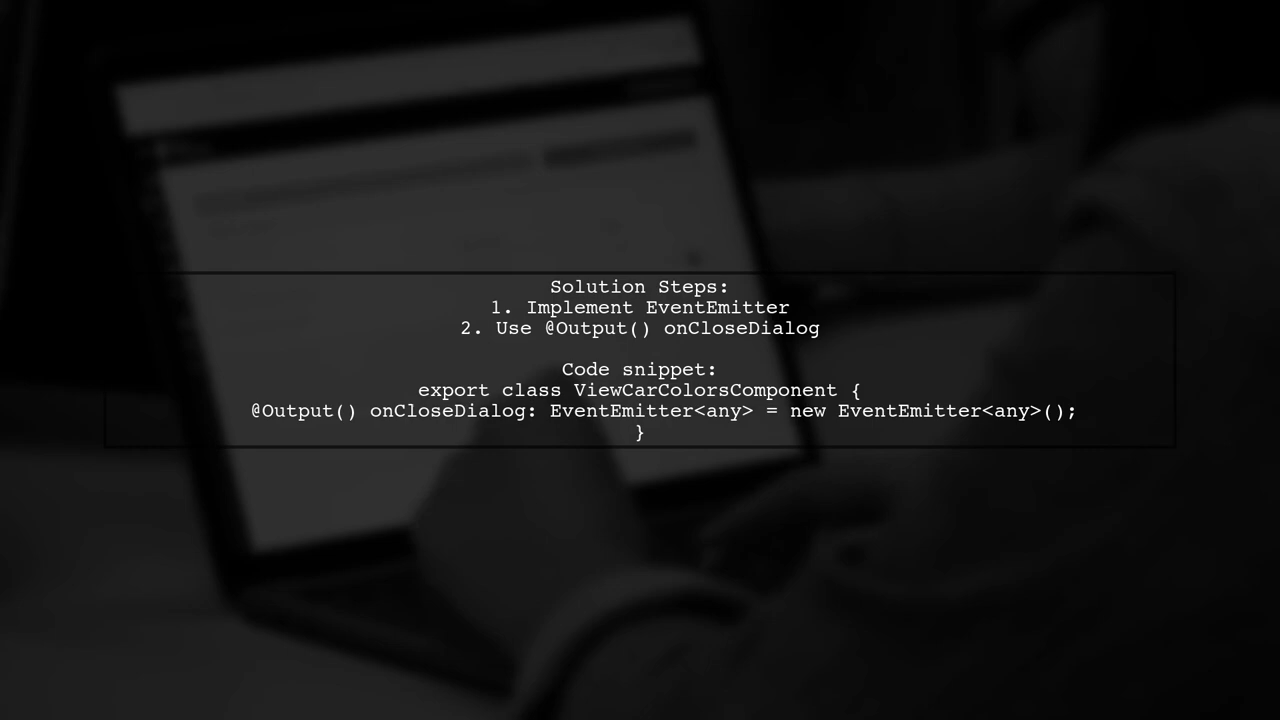 Solution Steps:
1. Implement EventEmitter
2. Use @Output() onCloseDialog
Code snippet:
export class ViewCarColorsComponent {
@Output() onCloseDialog: EventEmitter<any> = new EventEmitter<any>();
}